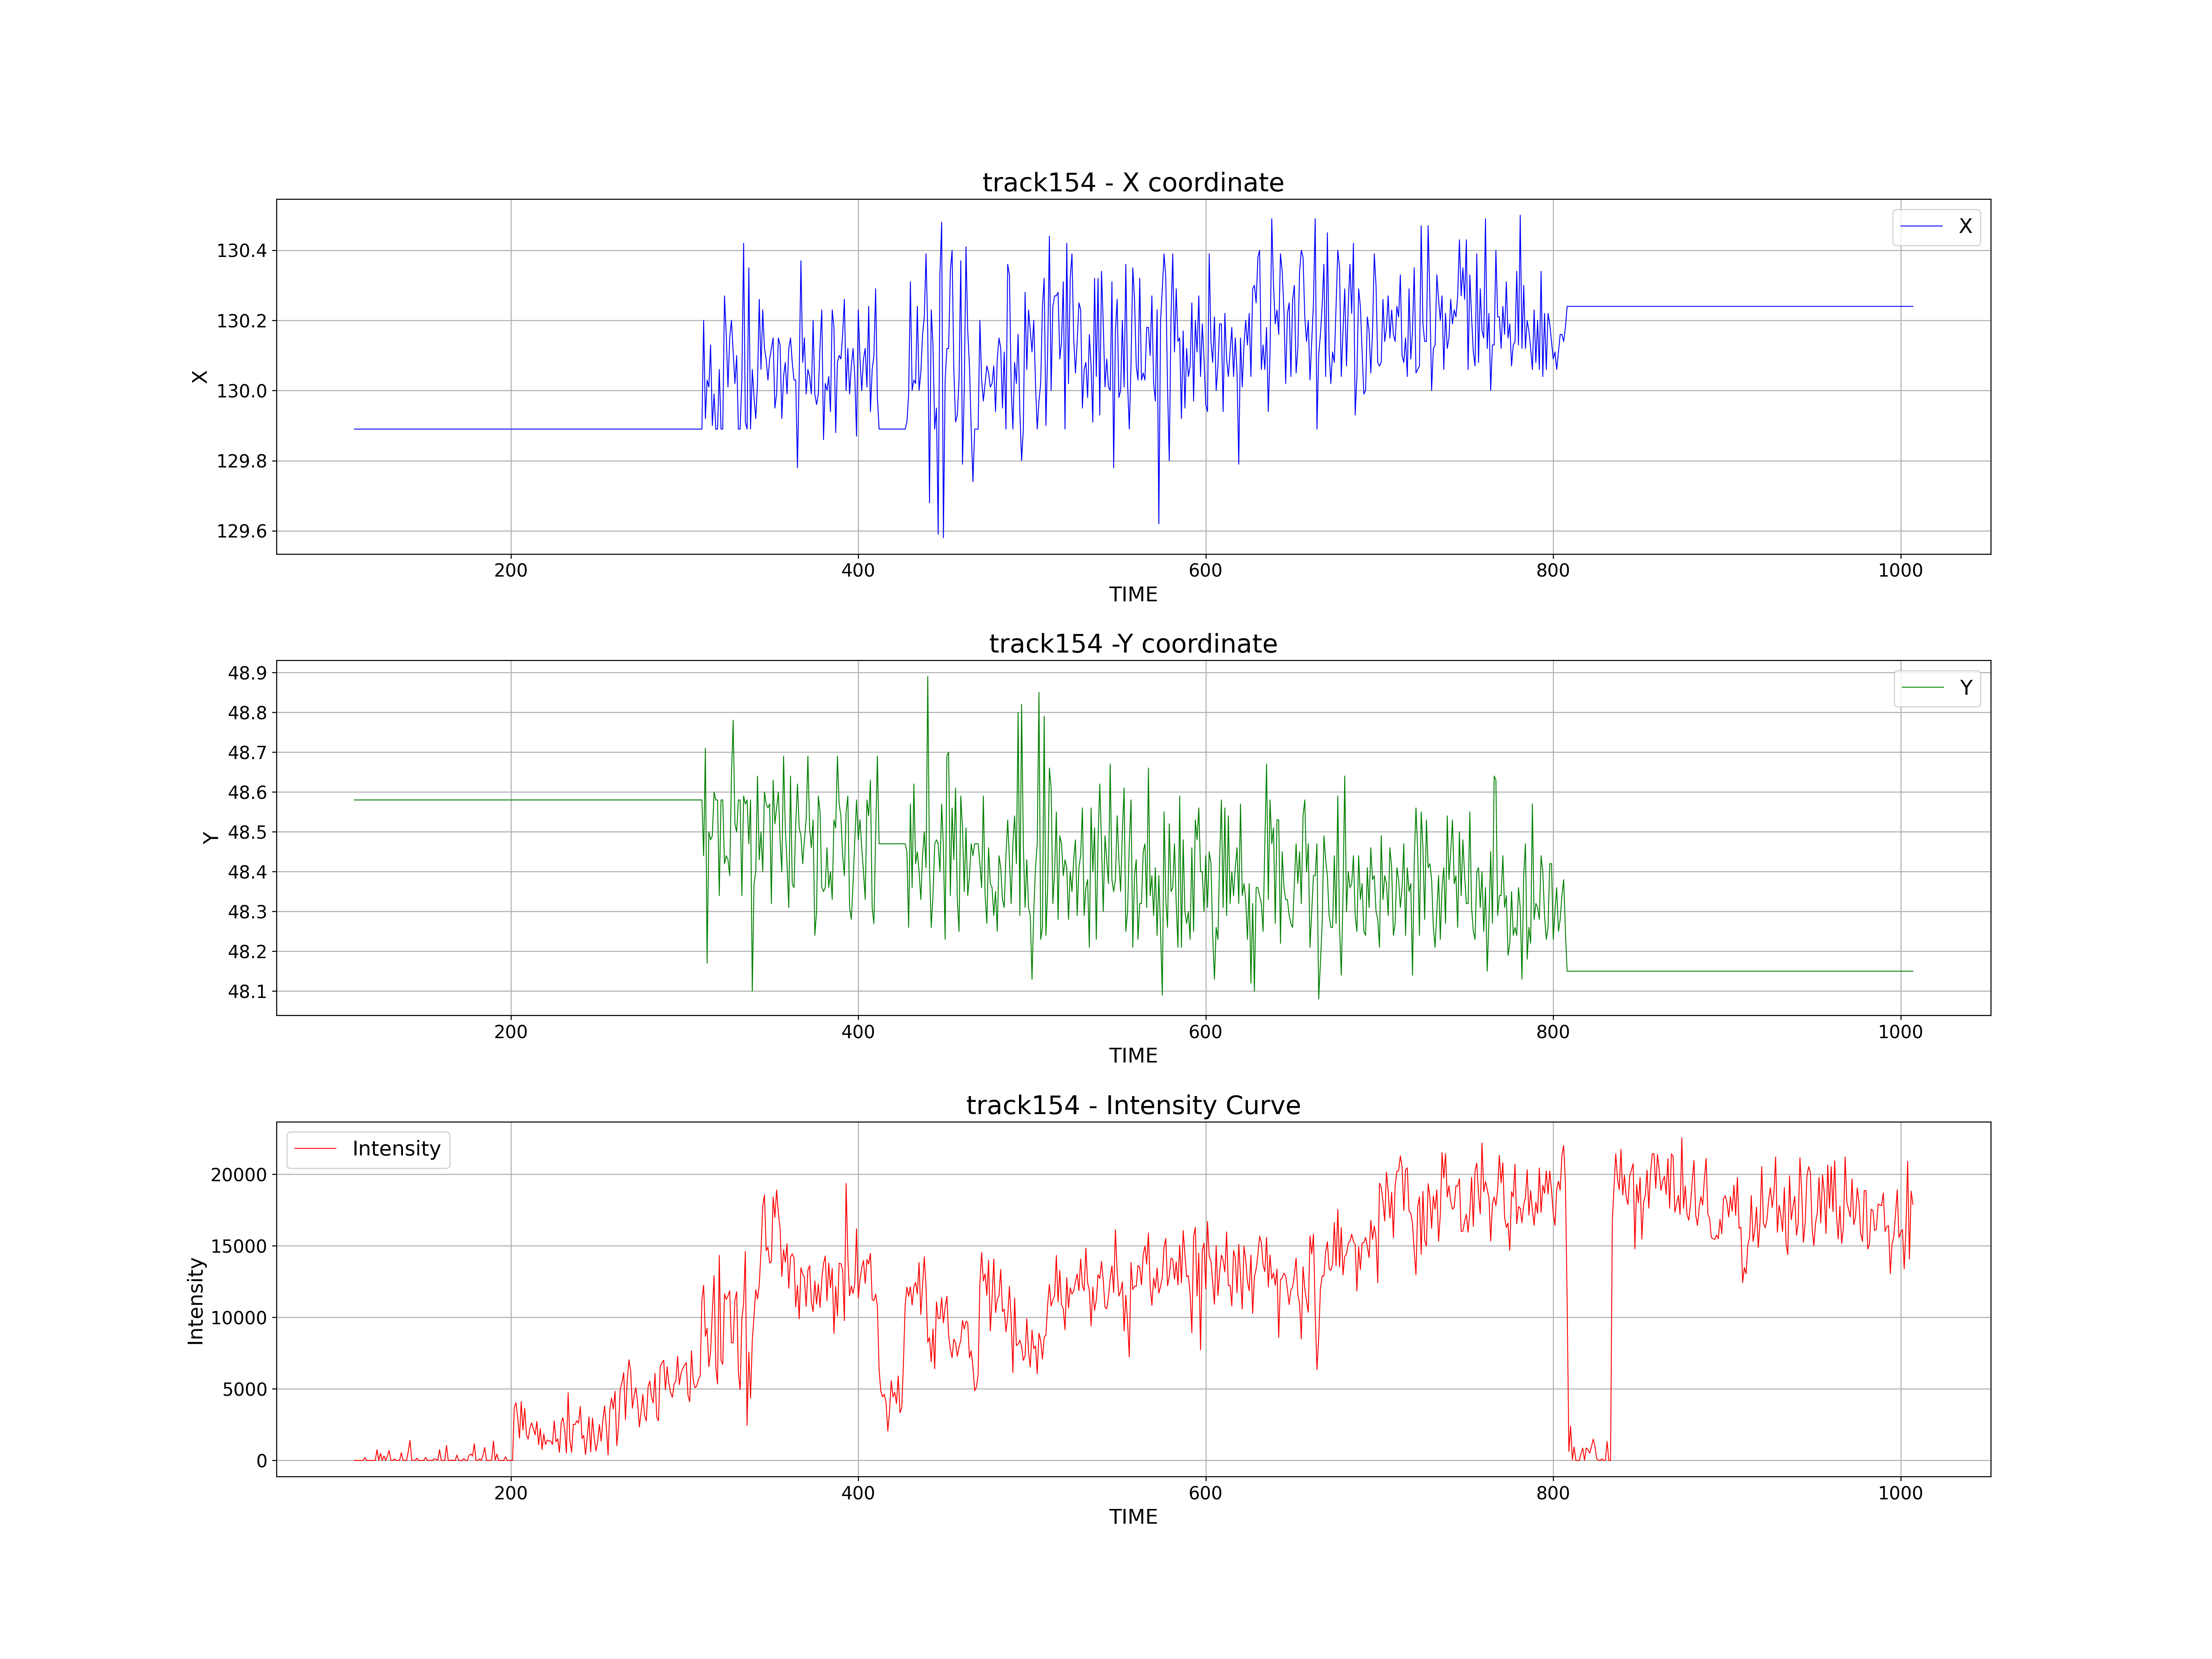 track154 - X coordinate
X
130.4
130.2
130.0
129.8
129.6
X
200 400 600 800 1000
TIME
track154 -Y coordinate
Y
48.9
48.8
48.7
48.6
48.5
48.4
48.3
48.2
48.1
Y
200 400 600 800 1000
TIME
track154 - Intensity Curve
Intensity
20000
15000
10000
5000
0
Intensity
200 400 600 800 1000
TIME